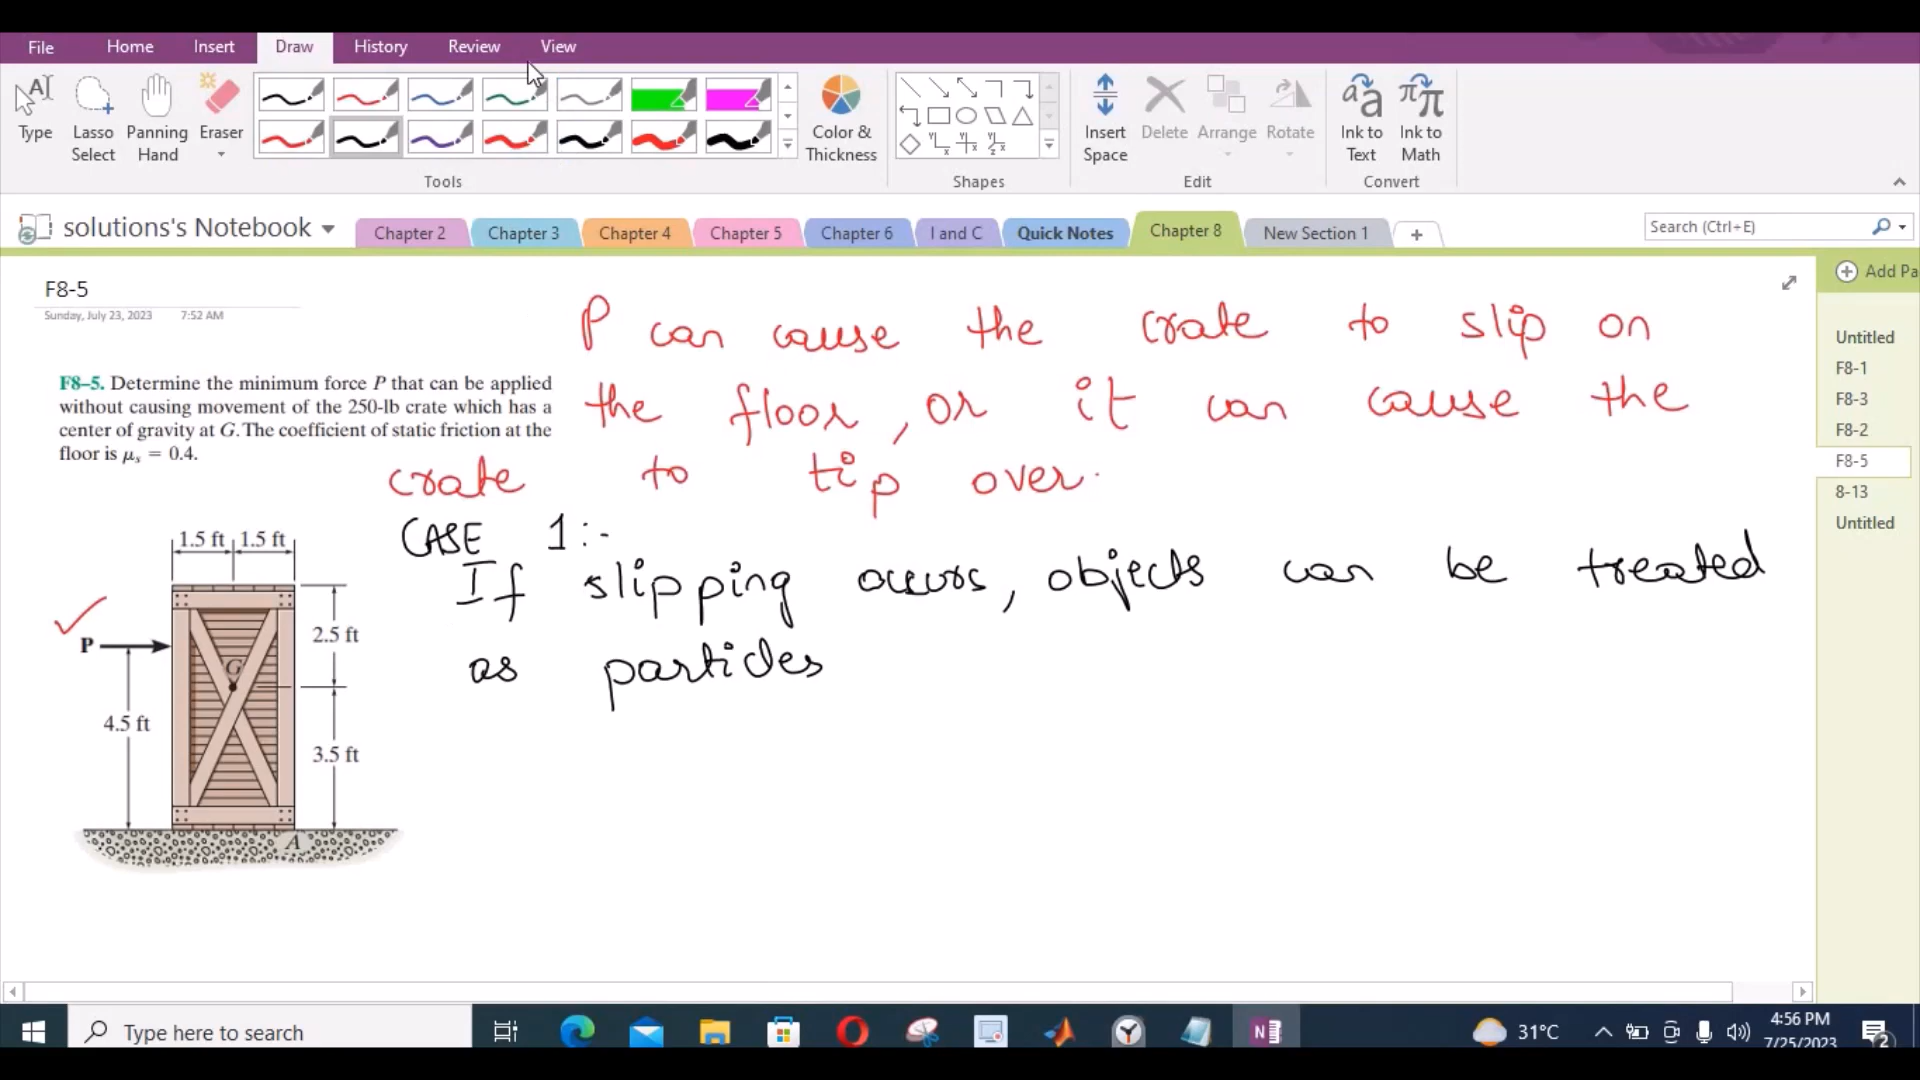 File Home Insert Draw History Review View
Type
Lasso Select
Panning Hand
Eraser
Color & Thickness
Insert Space
Delete
Arrange
Rotate
Ink to Text
Ink to Math
Tools
Shapes
Edit
Convert
solutions's Notebook
Chapter 2 Chapter 3 Chapter 4 Chapter 5 Chapter 6 I and C Quick Notes Chapter 8 New Section 1
Search (Ctrl+E)
Add Pa
Untitled
F8-1
F8-3
F8-2
F8-5
8-13
Untitled
F8-5
Sunday, July 23, 2023 7:52 AM
F8–5. Determine the minimum force P that can be applied
without causing movement of the 250-lb crate which has a
center of gravity at G. The coefficient of static friction at the
floor is μs = 0.4.
P can cause the crate to slip on
the floor, or it can cause the
crate to tip over.
CASE 1:-
If slipping occurs, objects can be treated
as particles
1.5 ft 1.5 ft
2.5 ft
P
G
4.5 ft
3.5 ft
A
Type here to search
31°C
4:56 PM
7/25/2023
2